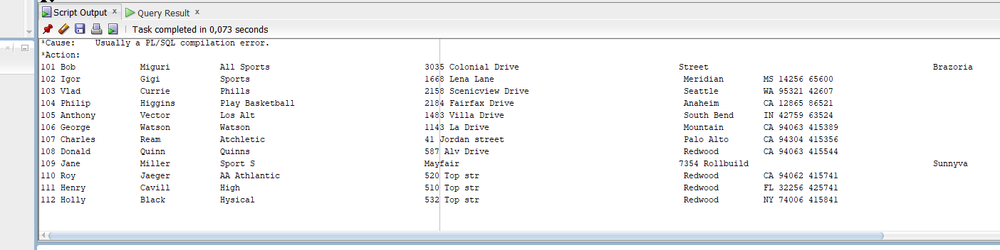 Script Output x Query Result x
Task completed in 0,073 seconds
*Cause: Usually a PL/SQL compilation error.
*Action:
101 Bob Miguri All Sports 3035 Colonial Drive Street Brazoria
102 Igor Gigi Sports 1668 Lena Lane Meridian MS 14256 65600
103 Vlad Currie Phills 2158 Scenicview Drive Seattle WA 95321 42607
104 Philip Higgins Play Basketball 2184 Fairfax Drive Anaheim CA 12865 86521
105 Anthony Vector Los Alt 1483 Villa Drive South Bend IN 42759 63524
106 George Watson Watson 1143 La Drive Mountain CA 94063 415389
107 Charles Ream Atchletic 41 Jordan street Palo Alto CA 94304 415356
108 Donald Quinn Quinns 587 Alv Drive Redwood CA 94063 415544
109 Jane Miller Sport S Mayfair 7354 Rollbuild Sunnyva
110 Roy Jaeger AA Athlantic 520 Top str Redwood CA 94062 415741
111 Henry Cavill High 510 Top str Redwood FL 32256 425741
112 Holly Black Hysical 532 Top str Redwood NY 74006 415841